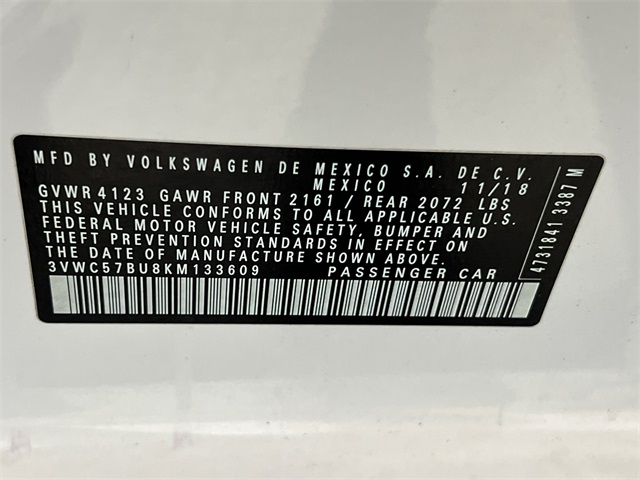 MFD BY VOLKSWAGEN DE MEXICO S.A. DE C.V.
MEXICO 11/18
GVWR 4123 GAWR FRONT 2161 / REAR 2072 LBS
THIS VEHICLE CONFORMS TO ALL APPLICABLE U.S.
FEDERAL MOTOR VEHICLE SAFETY, BUMPER AND
THEFT PREVENTION STANDARDS IN EFFECT ON
THE DATE OF MANUFACTURE SHOWN ABOVE.
3VWC57BU8KM133609 PASSENGER CAR
4731841 3387 M